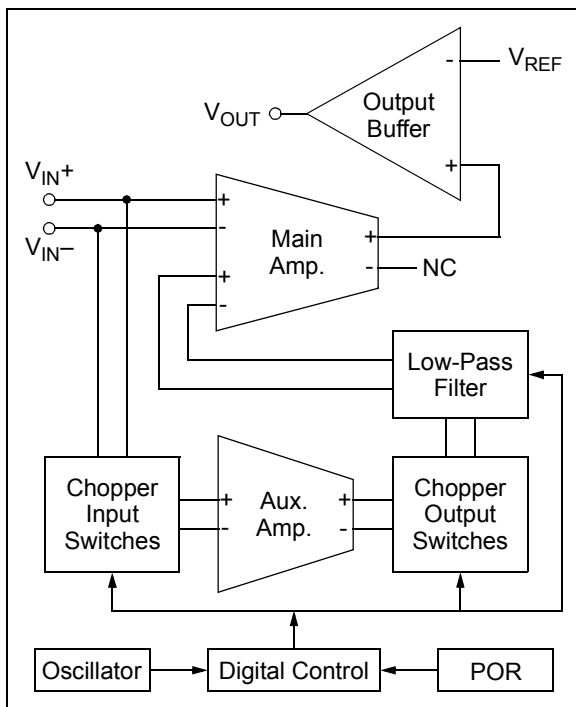 - V_REF
V_OUT
Output
Buffer
+
V_IN+
V_IN–
+
-
+
-
Main
Amp.
+
-
NC
Low-Pass
Filter
Chopper
Input
Switches
+
-
Aux.
Amp.
+
-
Chopper
Output
Switches
Oscillator
Digital Control
POR